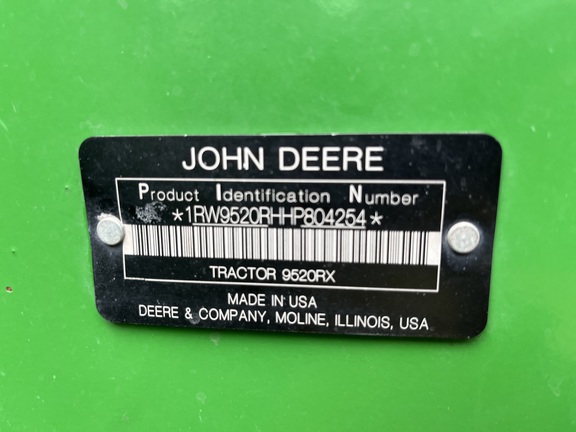 JOHN DEERE
Product Identification Number
*1RW9520RHHP804254*
TRACTOR 9520RX
MADE IN USA
DEERE & COMPANY, MOLINE, ILLINOIS, USA